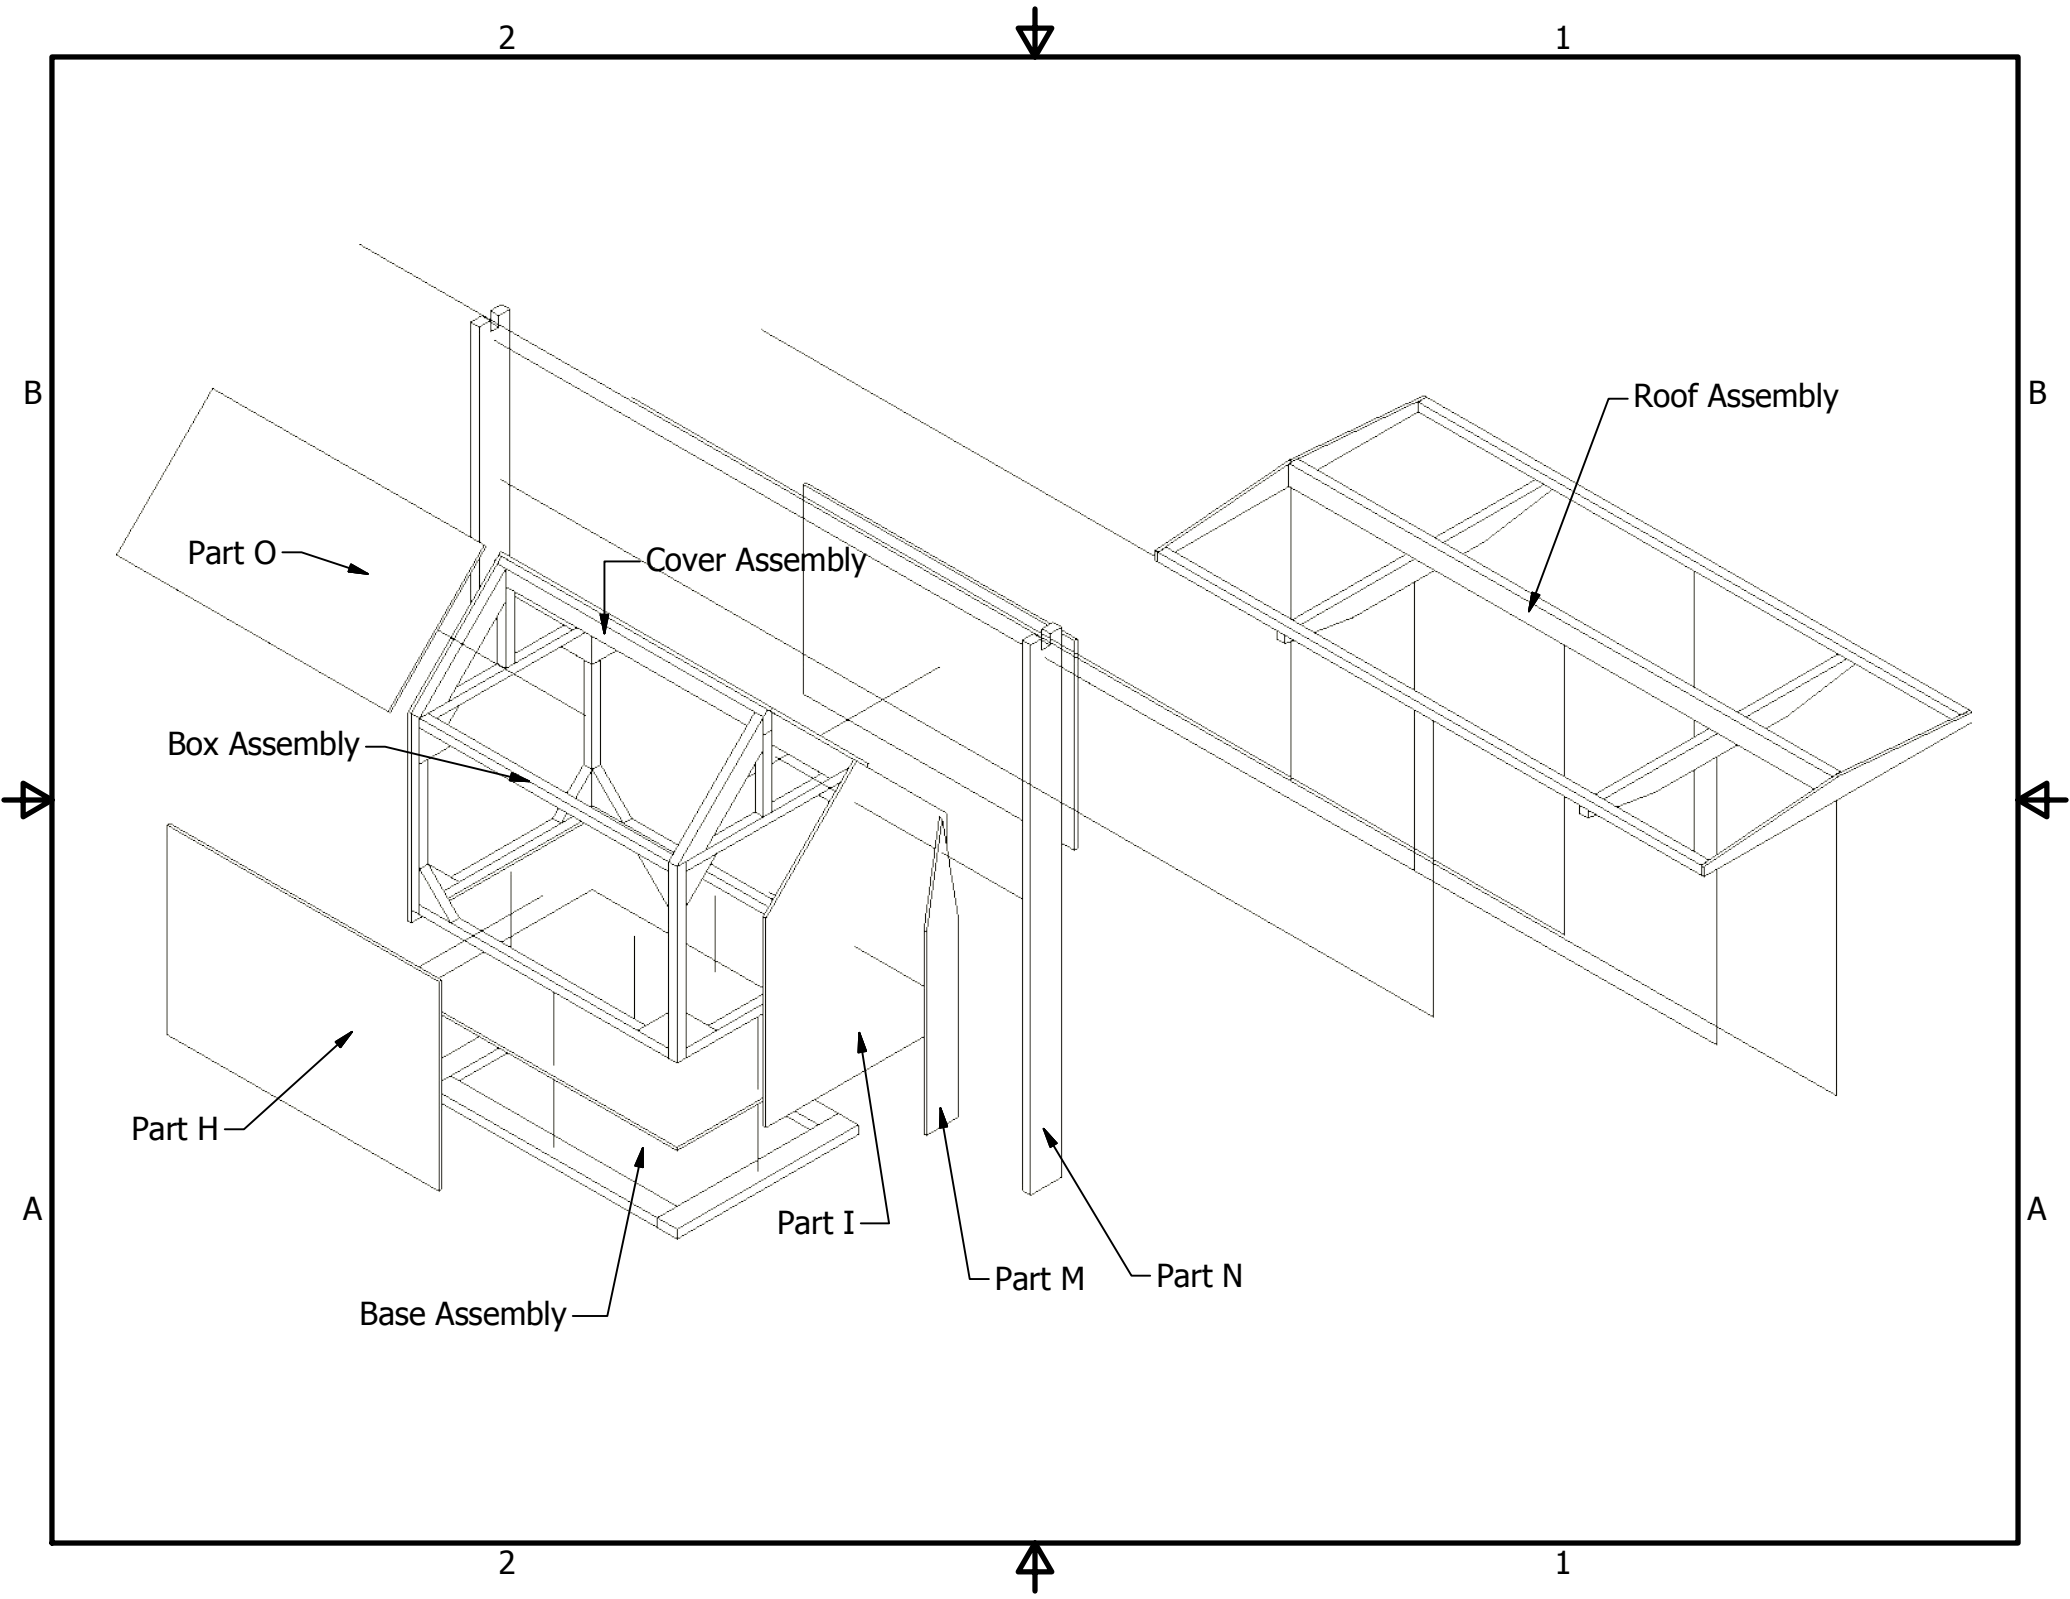 2
1
B
B
Roof Assembly
Part O
Cover Assembly
Box Assembly
Part H
A
A
Part I
Part M
Part N
Base Assembly
2
1